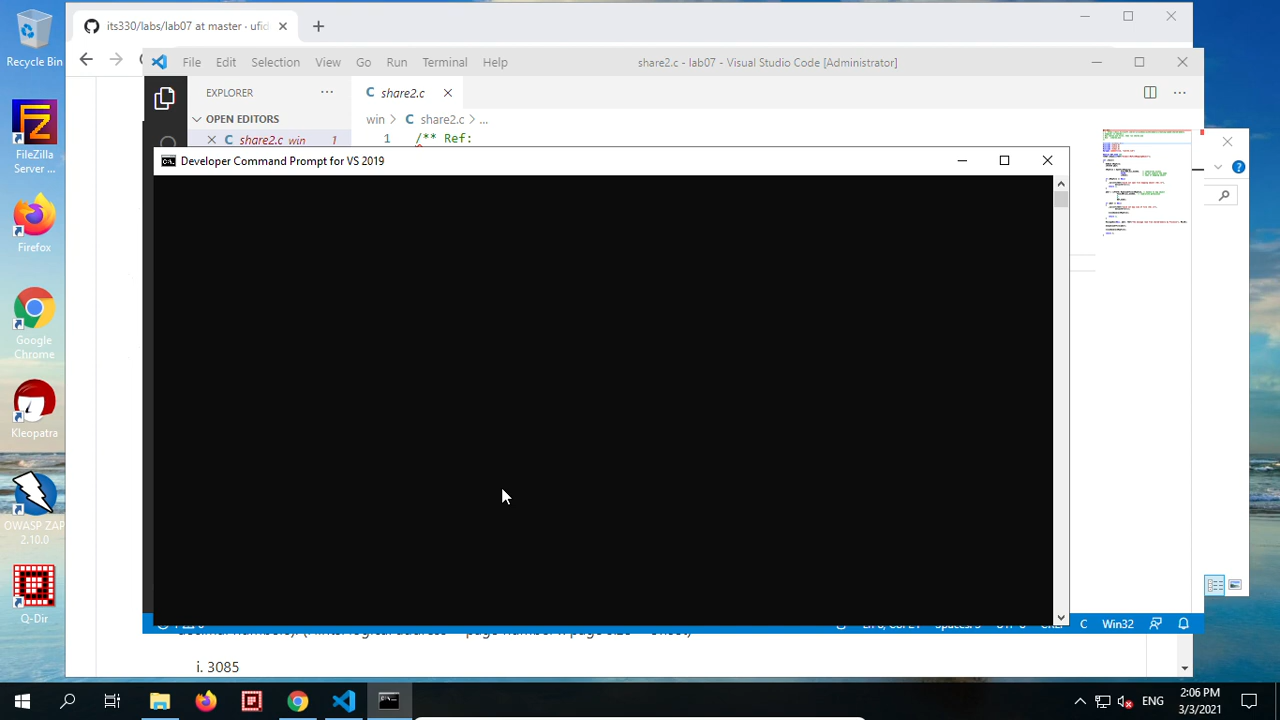 Recycle Bin
FileZilla
Server ...
Firefox
Google
Chrome
Kleopatra
OWASP ZAP
2.10.0
Q-Dir
its330/labs/lab07 at master · ufid
File Edit Selection View Go Run Terminal Help
share2.c - lab07 - Visual Studio Code [Administrator]
EXPLORER
share2.c
OPEN EDITORS
win > share2.c > ...
share2.c win 1
1 /** Ref:
Developer Command Prompt for VS 2019
C Win32
i. 3085
ENG
2:06 PM
3/3/2021